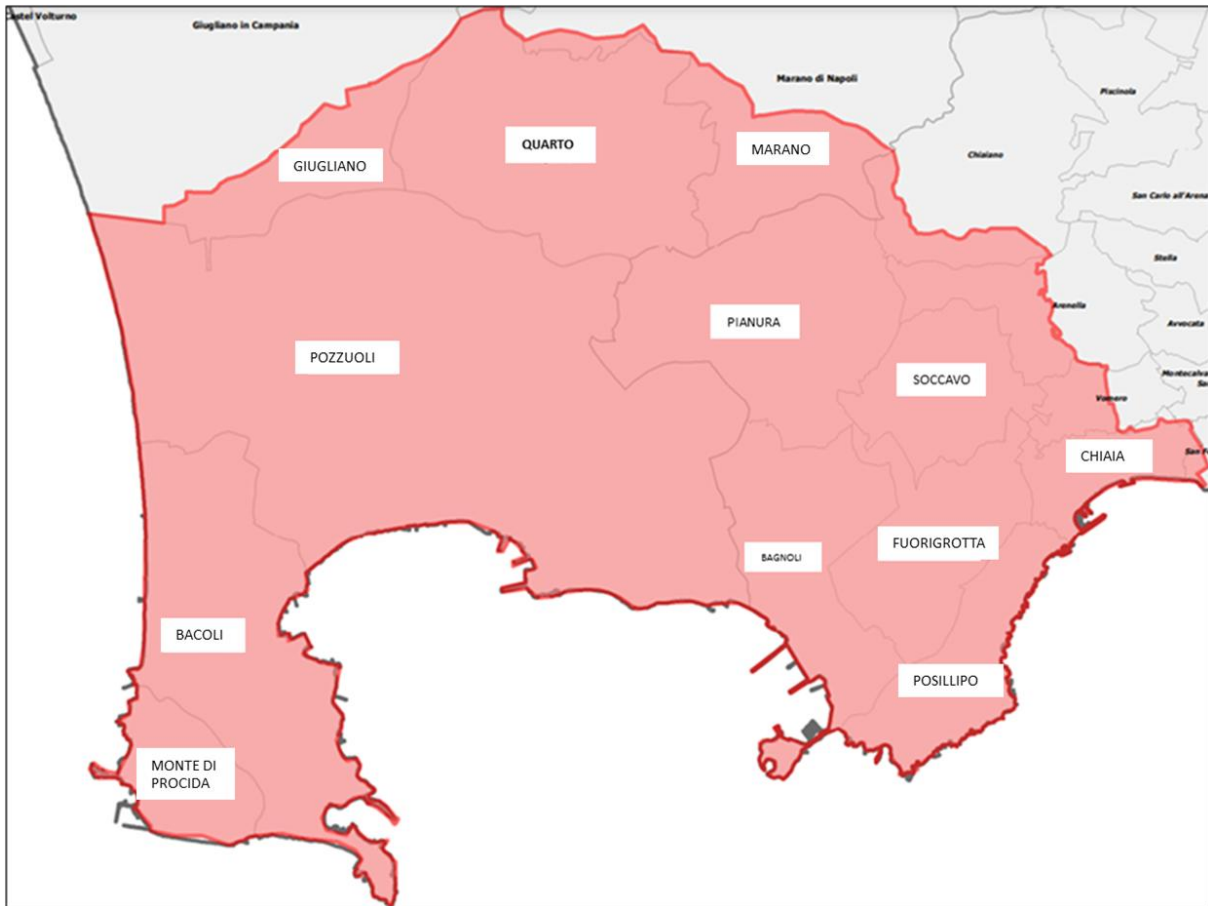 Castel Volturno
Giugliano in Campania
Marano di Napoli
Piscinola
QUARTO
MARANO
GIUGLIANO
Chiaiano
San Carlo all'Arena
Stella
Arenella
PIANURA
Avvocata
POZZUOLI
SOCCAVO
Vomero
CHIAIA
FUORIGROTTA
BAGNOLI
BACOLI
POSILLIPO
MONTE DI
PROCIDA